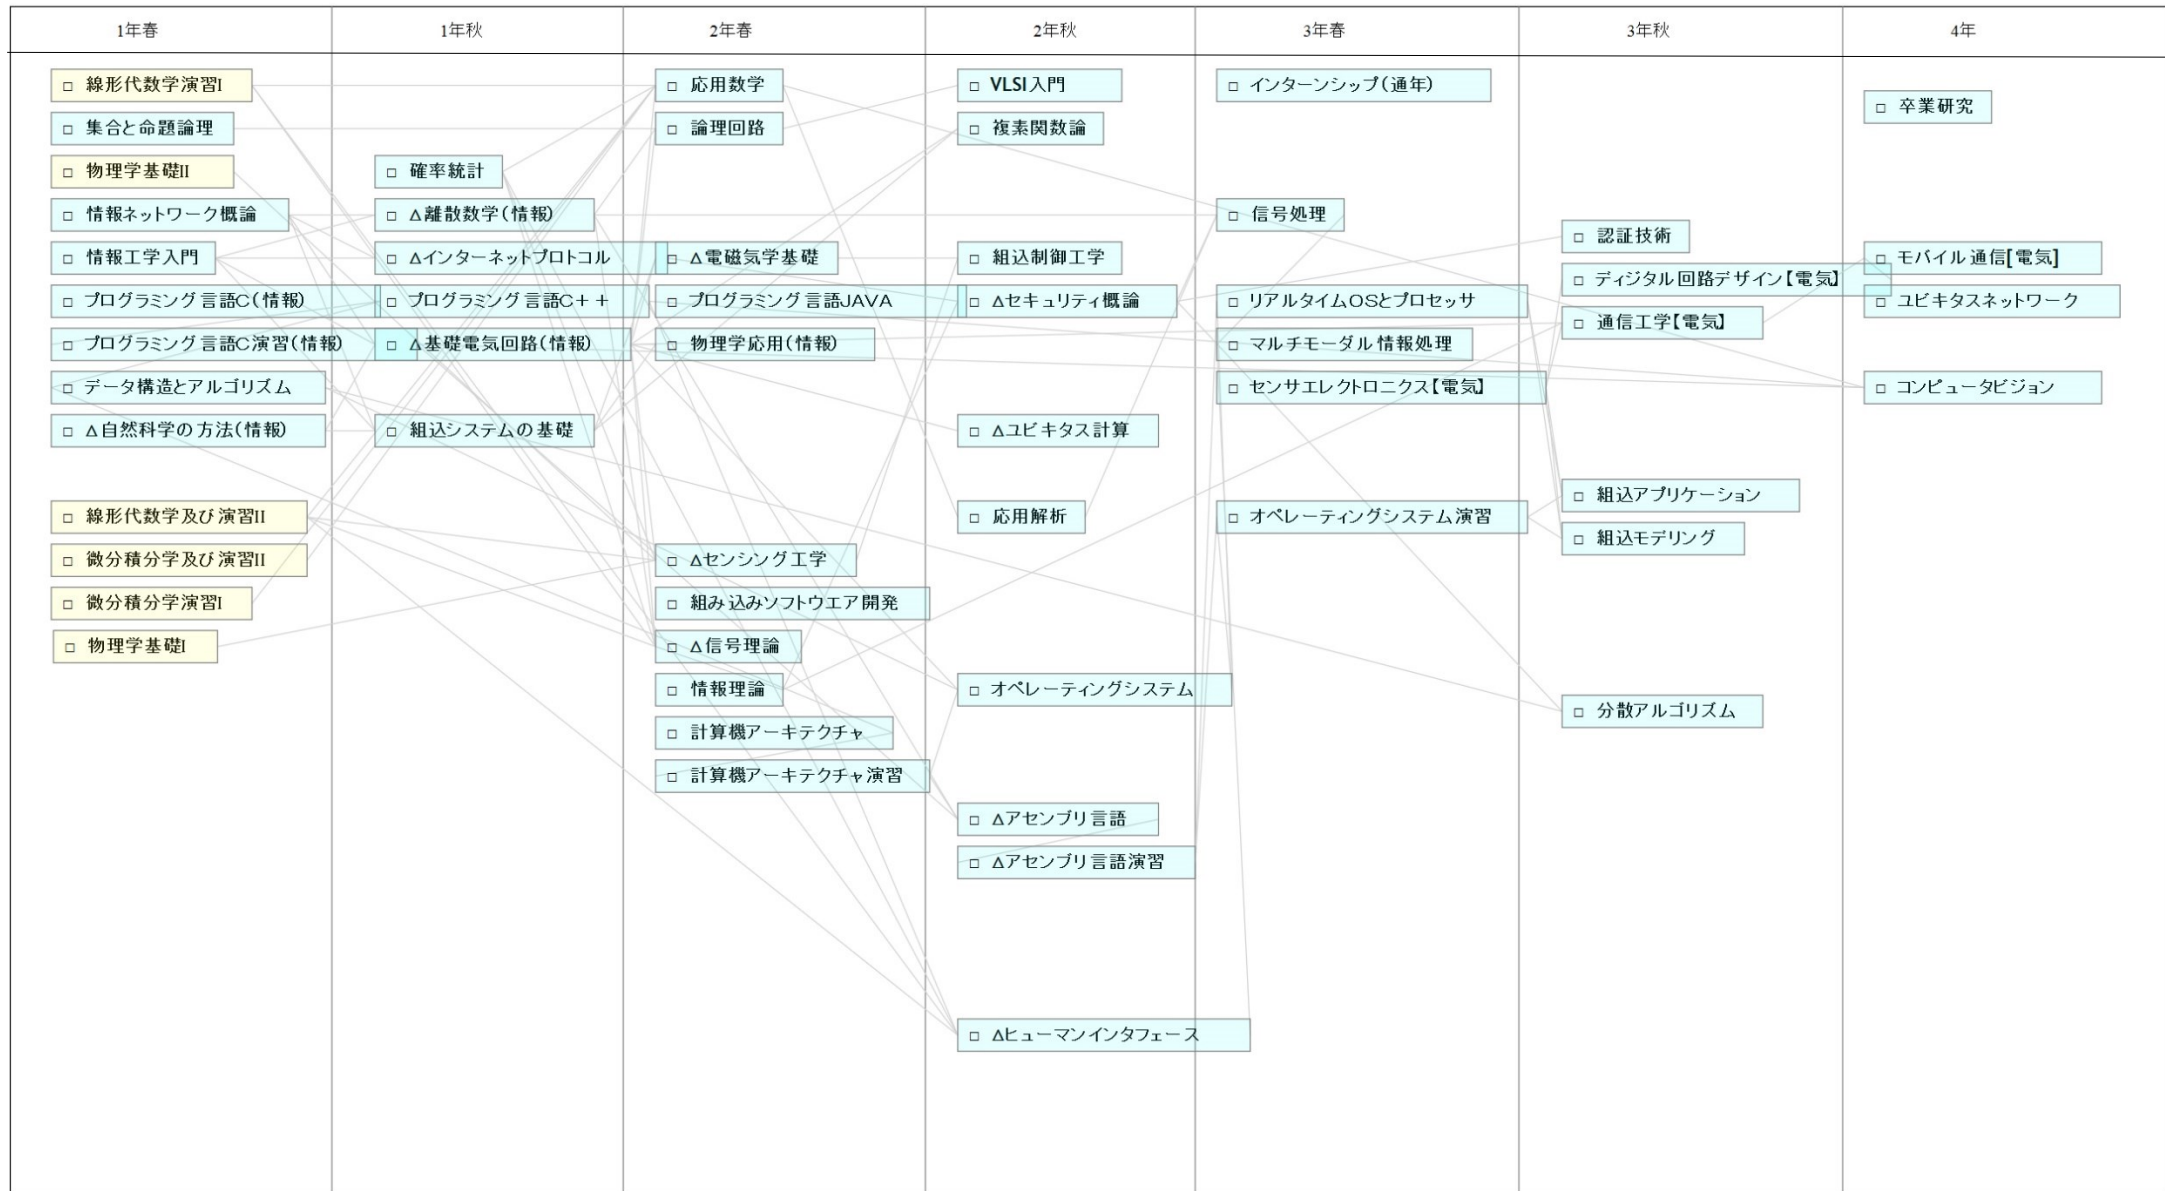 1年春
1年秋
2年春
2年秋
3年春
3年秋
4年
□ 線形代数学演習I
□ 集合と命題論理
□ 物理学基礎II
□ 情報ネットワーク概論
□ 情報工学入門
□ プログラミング言語C(情報)
□ プログラミング言語C演習(情報)
□ データ構造とアルゴリズム
□ Δ自然科学の方法(情報)
□ 線形代数学及び演習II
□ 微分積分学及び演習II
□ 微分積分学演習I
□ 物理学基礎I
□ 確率統計
□ Δ離散数学(情報)
□ Δインターネットプロトコル
□ プログラミング言語C++
□ Δ基礎電気回路(情報)
□ 組込システムの基礎
□ 応用数学
□ 論理回路
□ Δ電磁気学基礎
□ プログラミング言語JAVA
□ 物理学応用(情報)
□ Δセンシング工学
□ 組み込みソフトウエア開発
□ Δ信号理論
□ 情報理論
□ 計算機アーキテクチャ
□ 計算機アーキテクチャ演習
□ VLSI入門
□ 複素関数論
□ 組込制御工学
□ Δセキュリティ概論
□ Δユビキタス計算
□ 応用解析
□ オペレーティングシステム
□ Δアセンブリ言語
□ Δアセンブリ言語演習
□ Δヒューマンインタフェース
□ インターンシップ(通年)
□ 信号処理
□ リアルタイムOSとプロセッサ
□ マルチモーダル情報処理
□ センサエレクトロニクス【電気】
□ オペレーティングシステム演習
□ 認証技術
□ ディジタル回路デザイン【電気】
□ 通信工学【電気】
□ 組込アプリケーション
□ 組込モデリング
□ 分散アルゴリズム
□ 卒業研究
□ モバイル通信[電気]
□ ユビキタスネットワーク
□ コンピュータビジョン